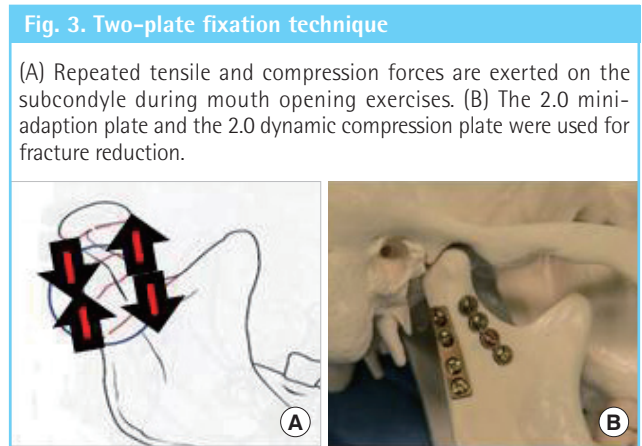 Fig. 3. Two-plate fixation technique
(A) Repeated tensile and compression forces are exerted on the
subcondyle during mouth opening exercises. (B) The 2.0 mini-
adaption plate and the 2.0 dynamic compression plate were used for
fracture reduction.
A
B